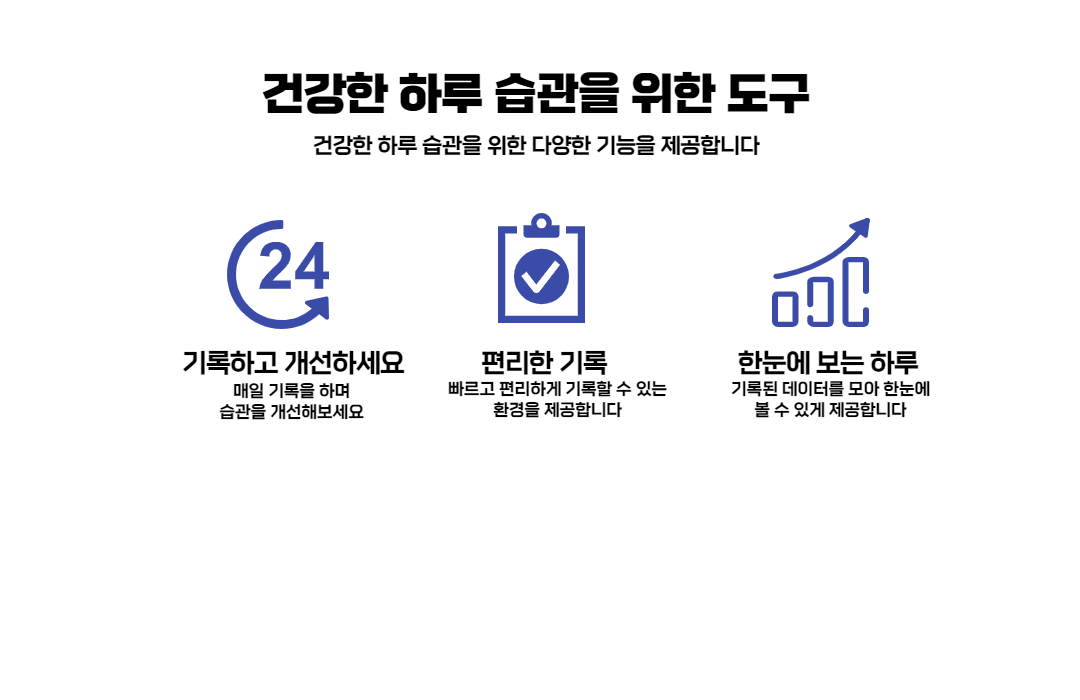 건강한 하루 습관을 위한 도구
건강한 하루 습관을 위한 다양한 기능을 제공합니다
24
기록하고 개선하세요
매일 기록을 하며
습관을 개선해보세요
편리한 기록
빠르고 편리하게 기록할 수 있는
환경을 제공합니다
한눈에 보는 하루
기록된 데이터를 모아 한눈에
볼 수 있게 제공합니다